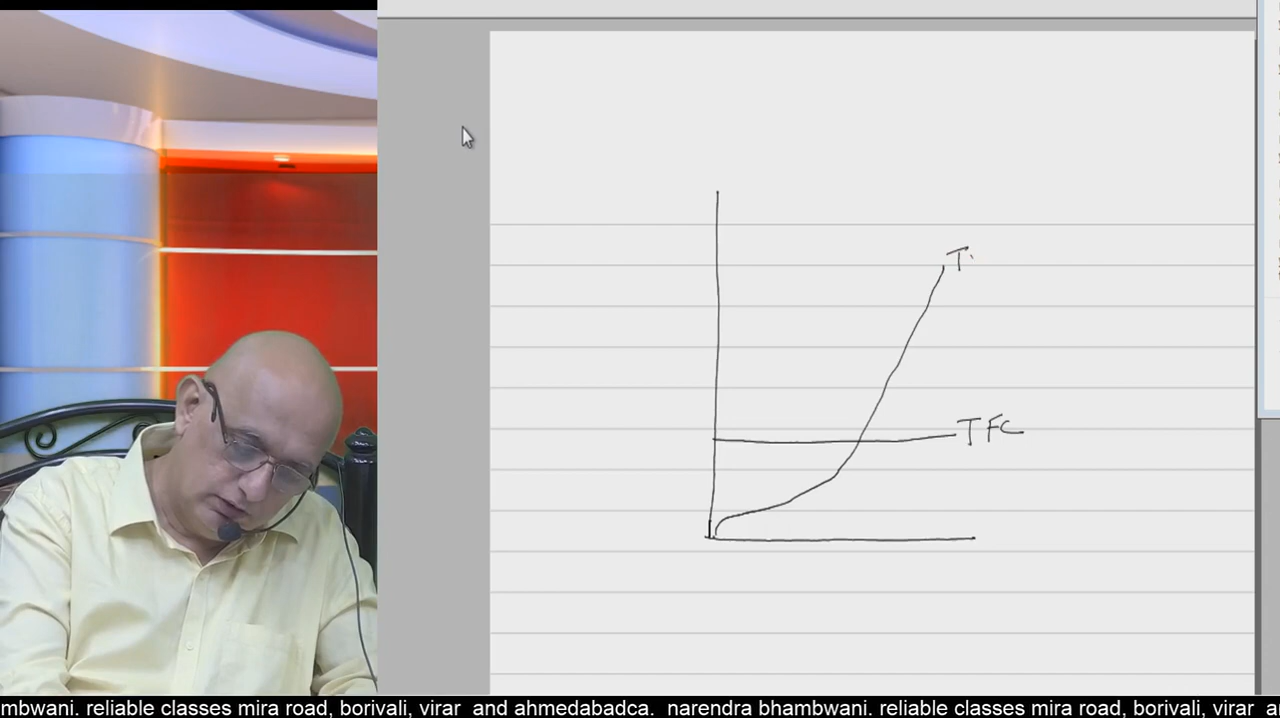 T
TFC
mbwani. reliable classes mira road, borivali, virar and ahmedabadca. narendra bhambwani. reliable classes mira road, borivali, virar a